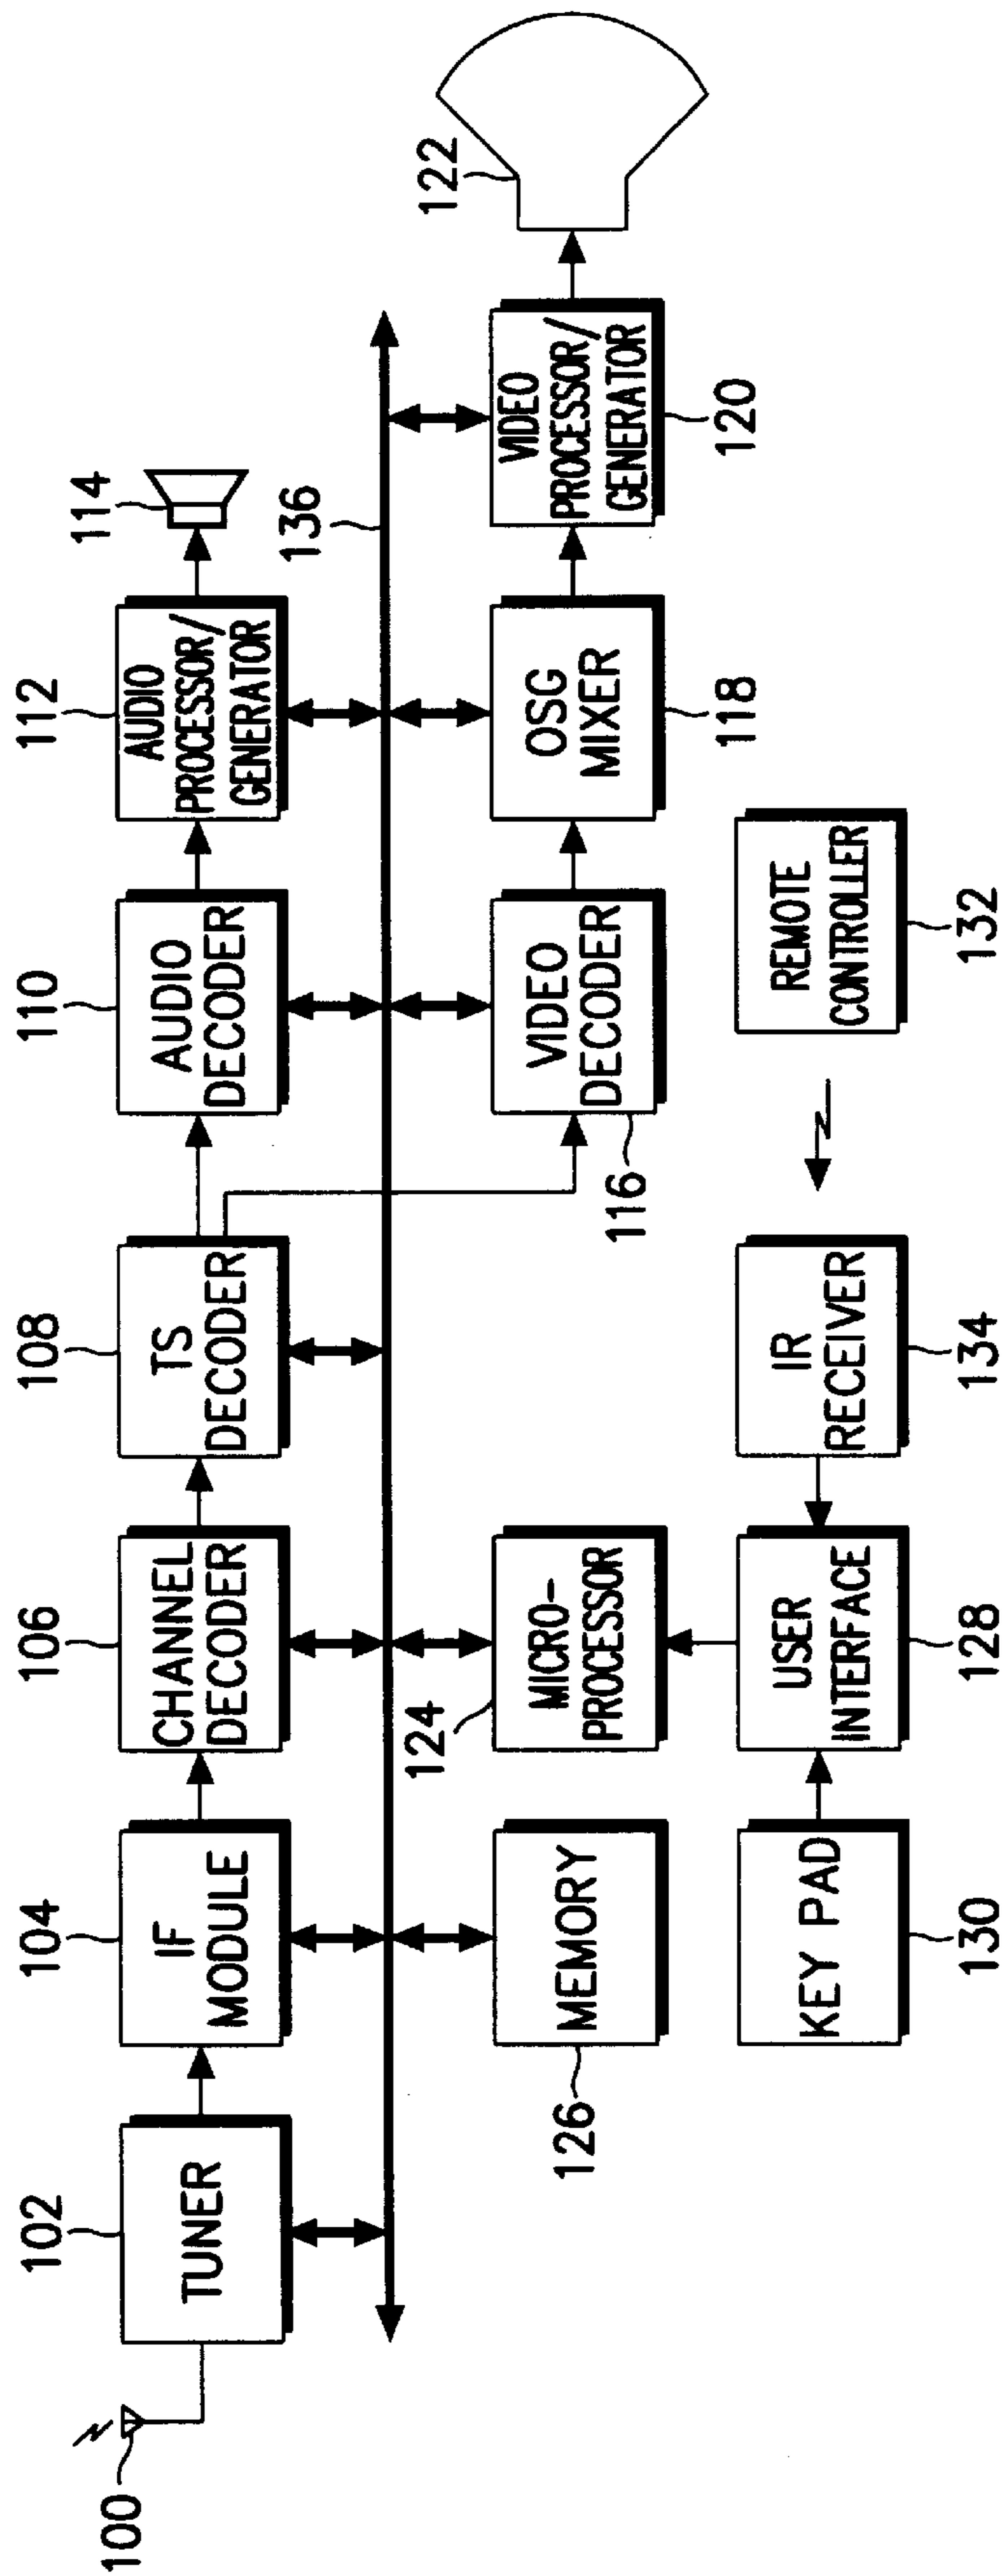 100
102
TUNER
104
IF
MODULE
106
CHANNEL
DECODER
108
TS
DECODER
110
AUDIO
DECODER
112
AUDIO
PROCESSOR/
GENERATOR
114
136
126
MEMORY
124
MICRO-
PROCESSOR
116
VIDEO
DECODER
OSG
MIXER
118
VIDEO
PROCESSOR/
GENERATOR
120
122
KEY PAD
130
USER
INTERFACE
128
IR
RECEIVER
134
REMOTE
CONTROLLER
132